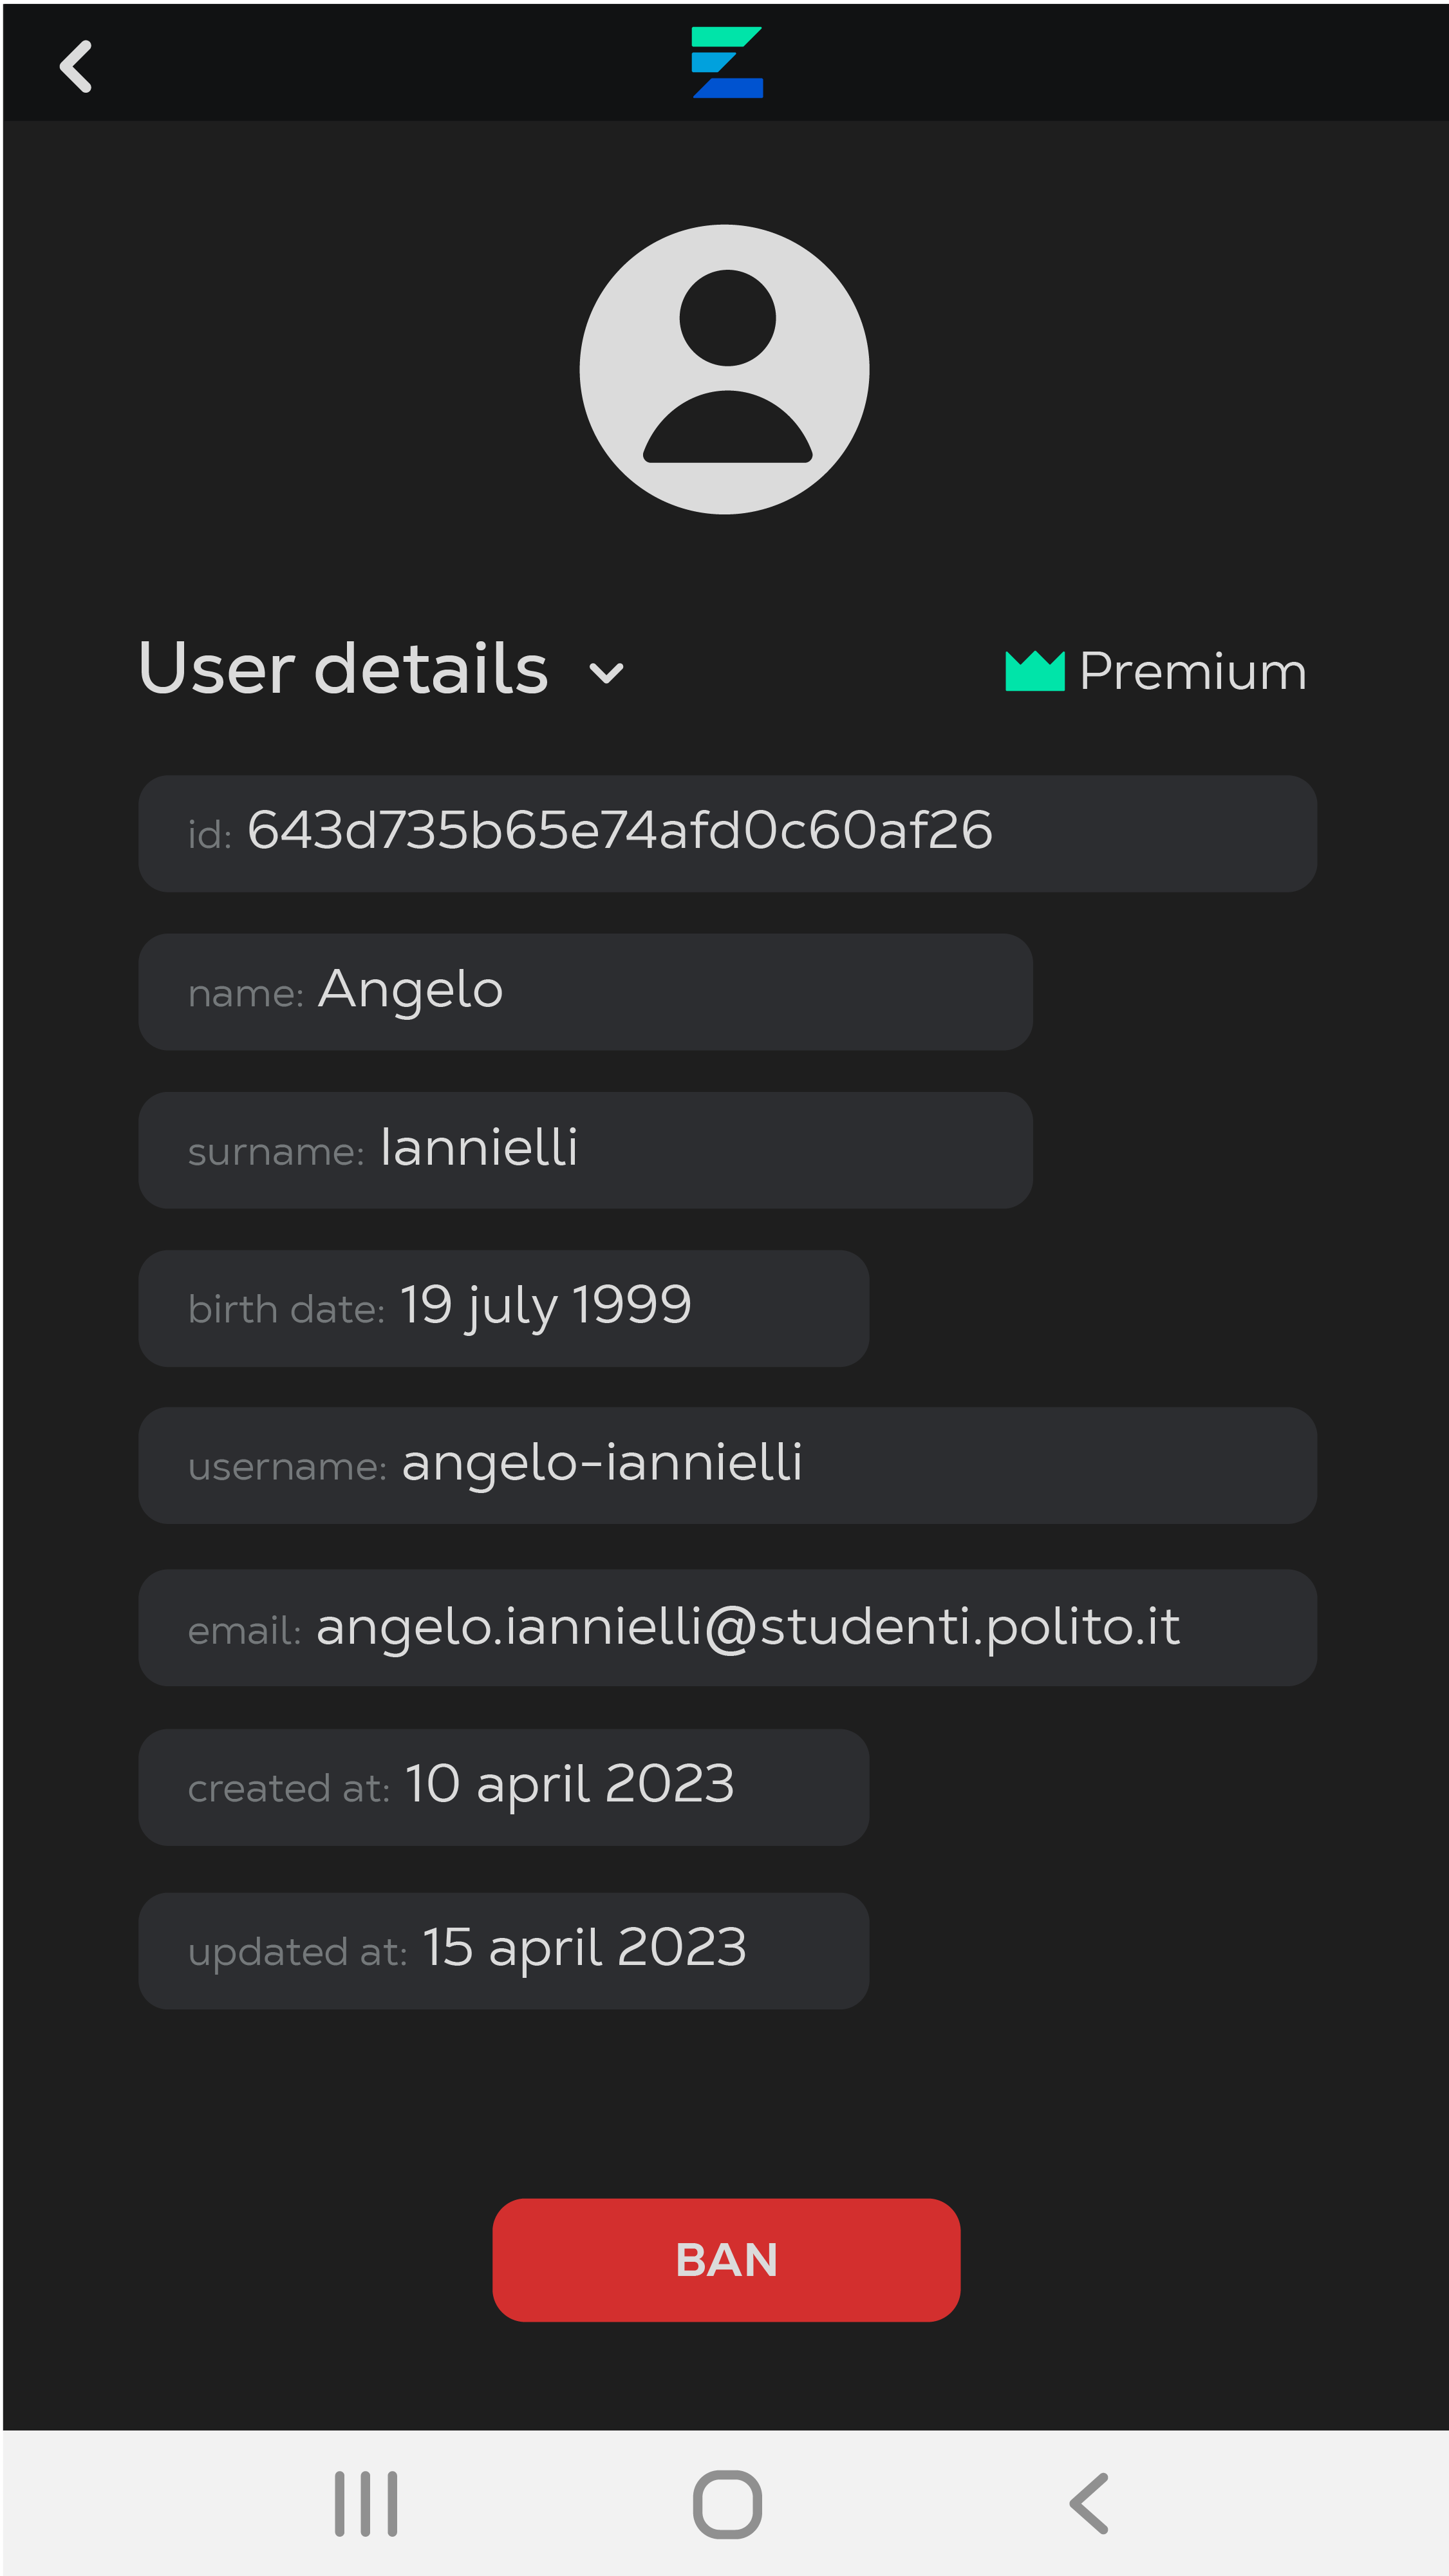 User details
Premium
id: 643d735b65e74afd0c60af26
name: Angelo
surname: Iannielli
birth date: 19 july 1999
username: angelo-iannielli
email: angelo.iannielli@studenti.polito.it
created at: 10 april 2023
updated at: 15 april 2023
BAN